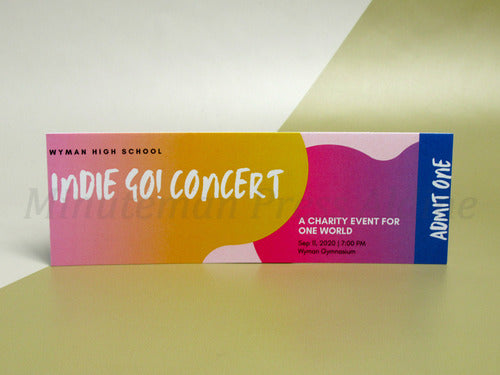 WYMAN HIGH SCHOOL
INDIE GO! CONCERT
A CHARITY EVENT FOR
ONE WORLD
Sep 11, 2020 | 7:00 PM
Wyman Gymnasium
ADMIT ONE
Minuteman Press